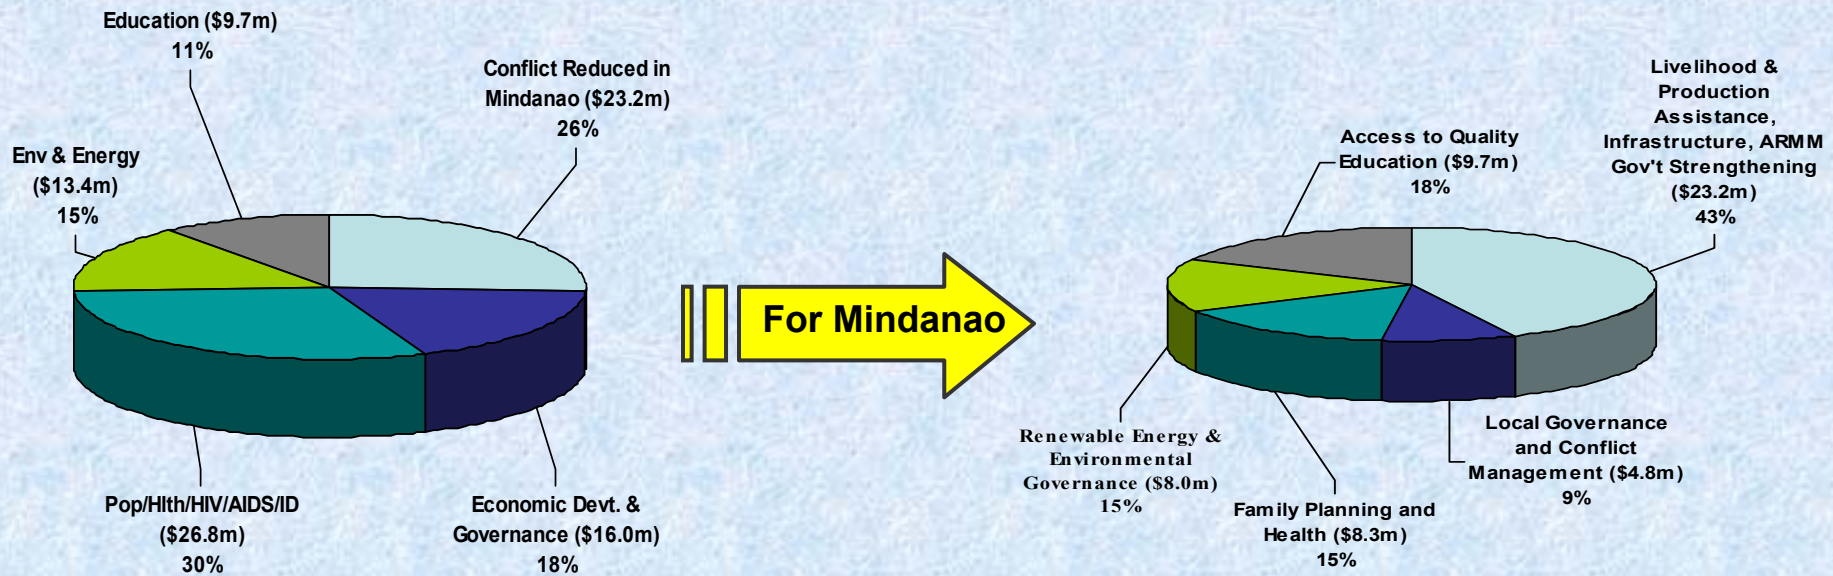 Education ($9.7m)
11%
Conflict Reduced in
Mindanao ($23.2m)
26%
Env & Energy
($13.4m)
15%
Pop/Hlth/HIV/AIDS/ID
($26.8m)
30%
Economic Devt. &
Governance ($16.0m)
18%
For Mindanao
Livelihood &
Production
Assistance,
Infrastructure, ARMM
Gov't Strengthening
($23.2m)
43%
Access to Quality
Education ($9.7m)
18%
Renewable Energy &
Environmental
Governance ($8.0m)
15%
Family Planning and
Health ($8.3m)
15%
Local Governance
and Conflict
Management ($4.8m)
9%